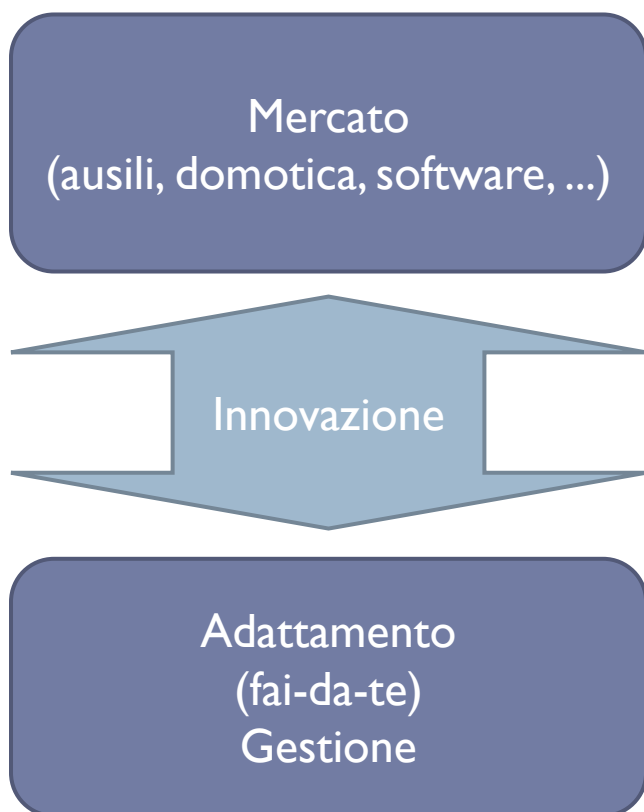 Mercato
(ausili, domotica, software, ...)
Innovazione
Adattamento
(fai-da-te)
Gestione